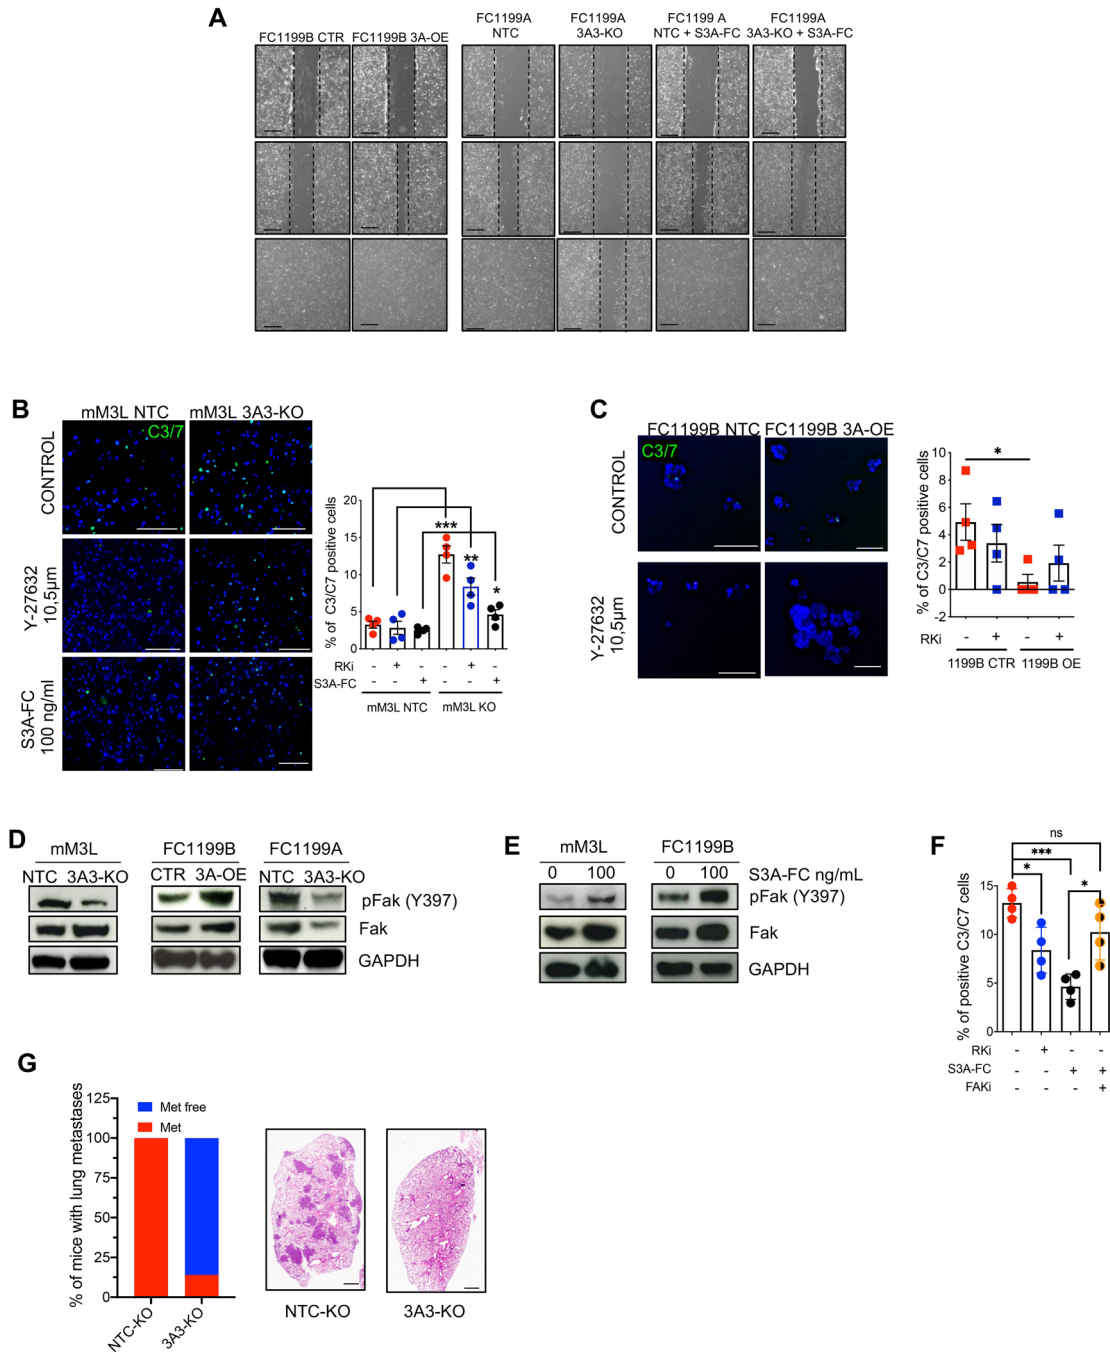 A
FC1199B CTR
FC1199B 3A-OE
FC1199A
NTC
FC1199A
3A3-KO
FC1199 A
NTC + S3A-FC
FC1199A
3A3-KO + S3A-FC
B
mM3L NTC
mM3L 3A3-KO
C3/7
CONTROL
Y-27632
10,5µm
S3A-FC
100 ng/ml
% of C3/C7 positive cells
20
15
10
5
0
***
**
*
RKi
- + - - + -
S3A-FC
- - + - - +
mM3L NTC
mM3L KO
C
FC1199B NTC
FC1199B 3A-OE
C3/7
CONTROL
Y-27632
10,5µm
% of C3/C7 positive cells
10
8
6
4
2
0
-2
*
RKi
- + - +
1199B CTR
1199B OE
D
mM3L
FC1199B
FC1199A
NTC 3A3-KO
CTR 3A-OE
NTC 3A3-KO
pFak (Y397)
Fak
GAPDH
E
mM3L
FC1199B
0 100
0 100
S3A-FC ng/mL
pFak (Y397)
Fak
GAPDH
F
ns
***
*
*
% of positive C3/C7 cells
15
10
5
0
RKi
- + - -
S3A-FC
- - + +
FAKi
- - - +
G
% of mice with lung metastases
125
100
75
50
25
0
Met free
Met
NTC-KO
3A3-KO
NTC-KO
3A3-KO